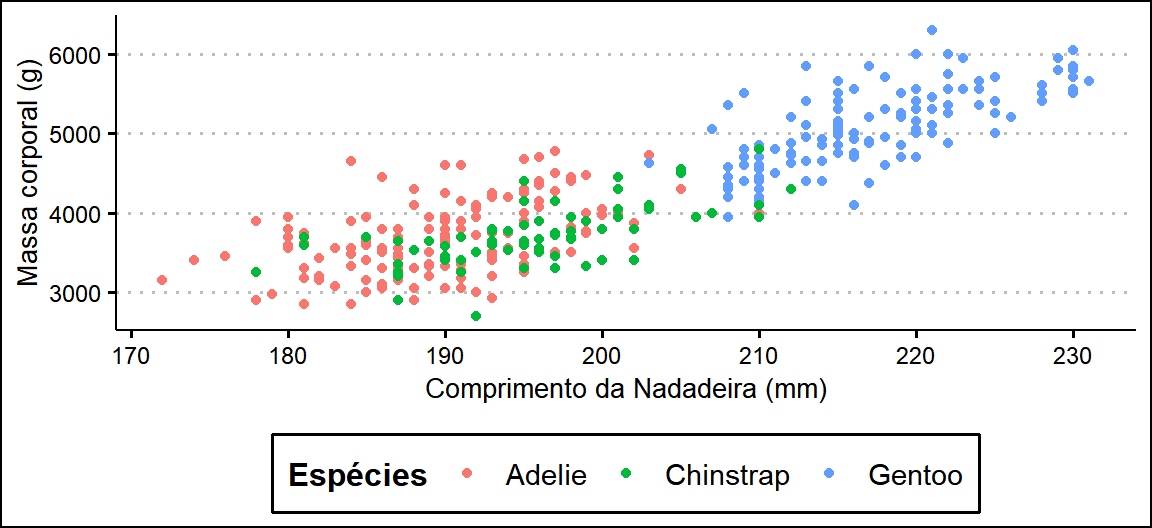 Massa corporal (g)
6000
5000
4000
3000
170 180 190 200 210 220 230
Comprimento da Nadadeira (mm)
Espécies Adelie Chinstrap Gentoo